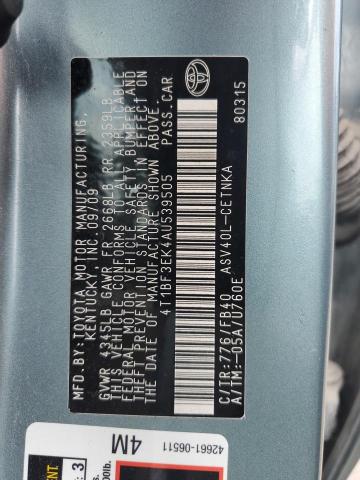 MFD.BY:TOYOTA MOTOR MANUFACTURING,
KENTUCKY, INC. 09/09
GVWR 4345LB GAWR FR 2668LB RR 2359LB
THIS VEHICLE CONFORMS TO ALL APPLICABLE
FEDERAL MOTOR VEHICLE SAFETY, BUMPER, AND
THEFT PREVENTION STANDARDS IN EFFECT ON
THE DATE OF MANUFACTURE SHOWN ABOVE.
4T1BF3EK4AU539505 PASS.CAR
C/TR:776/FB40 ASV40L-CETNKA
A/TM:-05A/U760E 80315
TOYOTA
42661-06511
4M
3